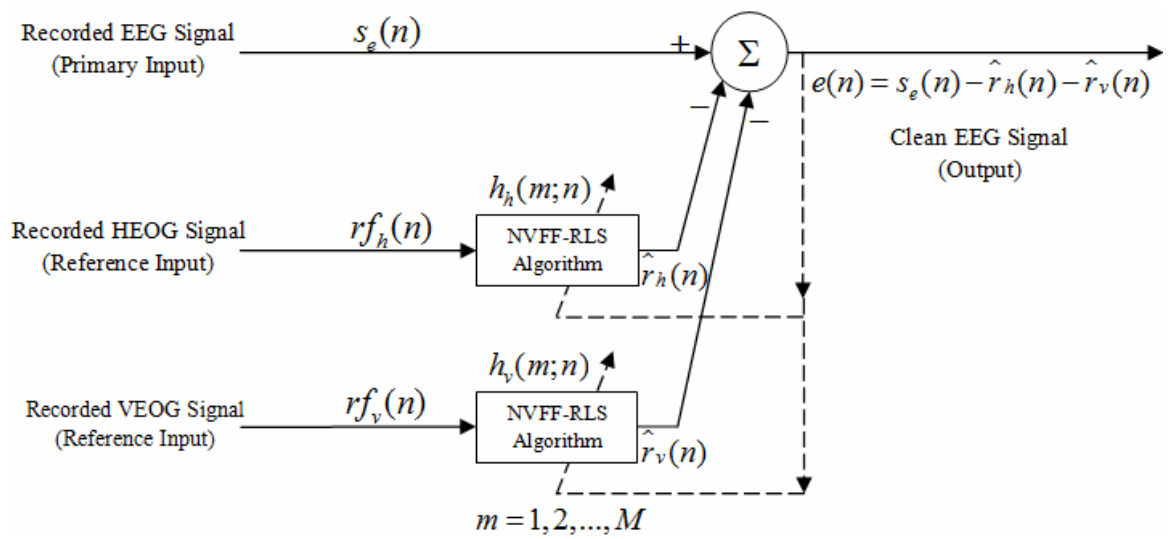 Recorded EEG Signal
(Primary Input)
s_e(n)
+
Σ
e(n) = s_e(n) − r̂_h(n) − r̂_v(n)
Clean EEG Signal
(Output)
−
−
h_h(m;n)
Recorded HEOG Signal
(Reference Input)
rf_h(n)
NVFF-RLS
Algorithm
r̂_h(n)
h_v(m;n)
Recorded VEOG Signal
(Reference Input)
rf_v(n)
NVFF-RLS
Algorithm
r̂_v(n)
m = 1,2,...,M